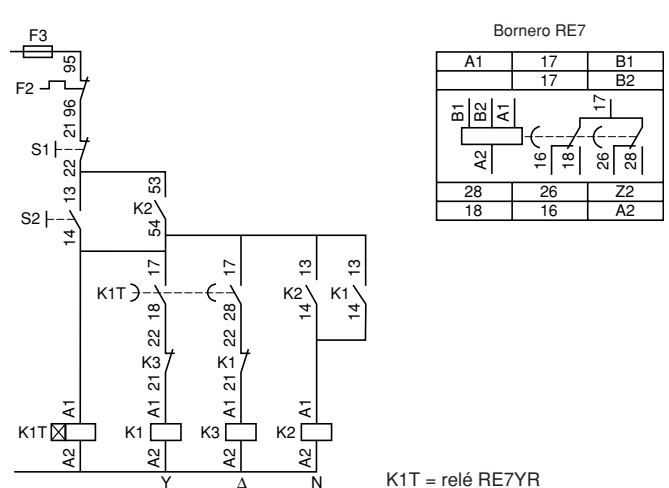 F3
95
F2
96
21
S1
22
13
S2
14
53
K2
54
17
K1T
18
17
28
K2
13
14
K1
13
14
22
K3
21
22
K1
21
A1
K1T
A2
A1
K1
A2
A1
K3
A2
A1
K2
A2
Y
Δ
N
Bornero RE7
A1 17 B1
17 B2
B1
B2
A1
17
A2
16
18
26
28
28 26 Z2
18 16 A2
K1T = relé RE7YR